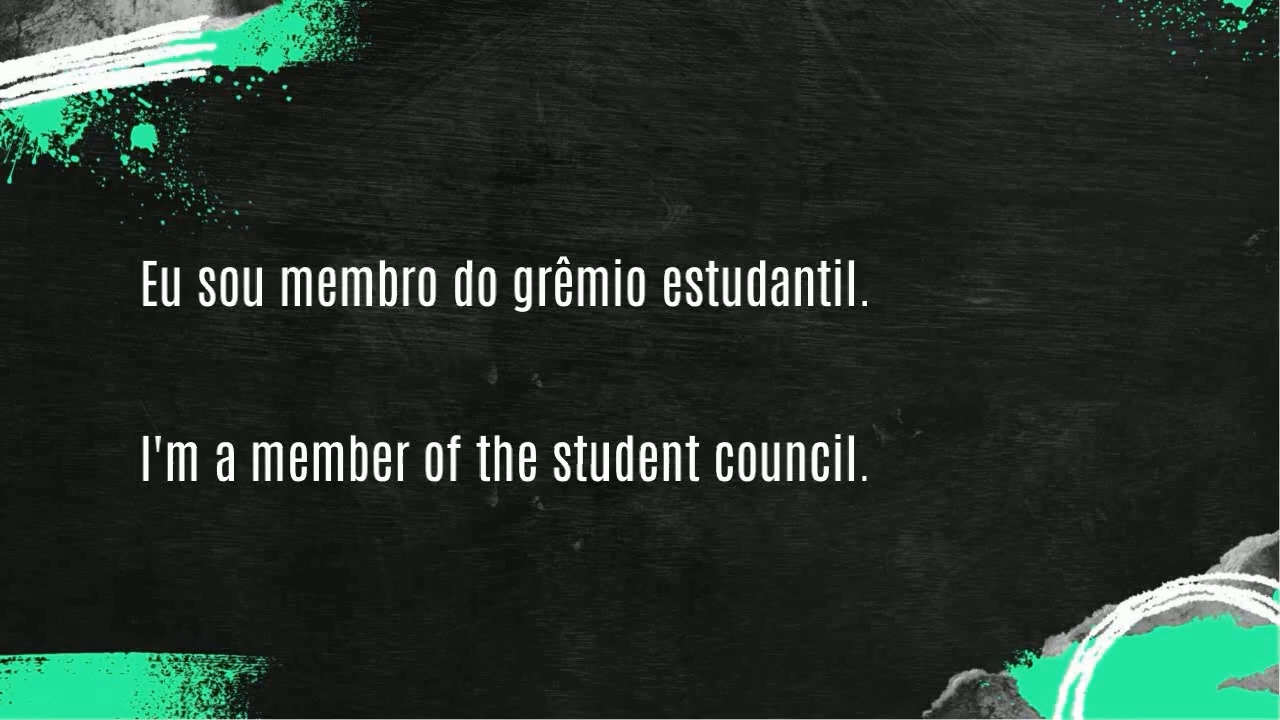 Eu sou membro do grêmio estudantil.
I'm a member of the student council.